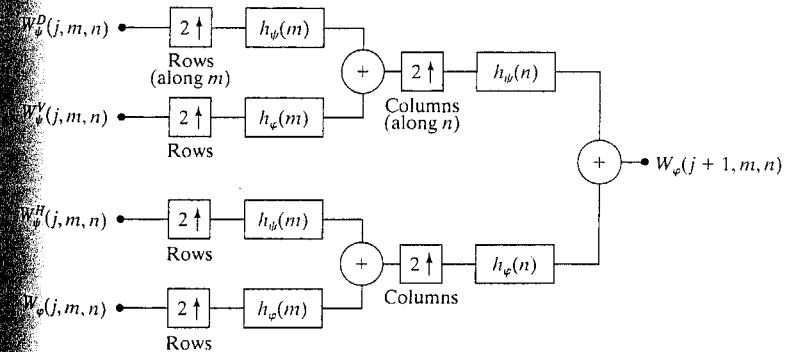 W_ψ^D(j, m, n)
2↑
h_ψ(m)
Rows
(along m)
+
2↑
h_ψ(n)
Columns
(along n)
W_ψ^V(j, m, n)
2↑
h_φ(m)
Rows
+
W_φ(j + 1, m, n)
W_ψ^H(j, m, n)
2↑
h_ψ(m)
Rows
+
2↑
h_φ(n)
Columns
W_φ(j, m, n)
2↑
h_φ(m)
Rows